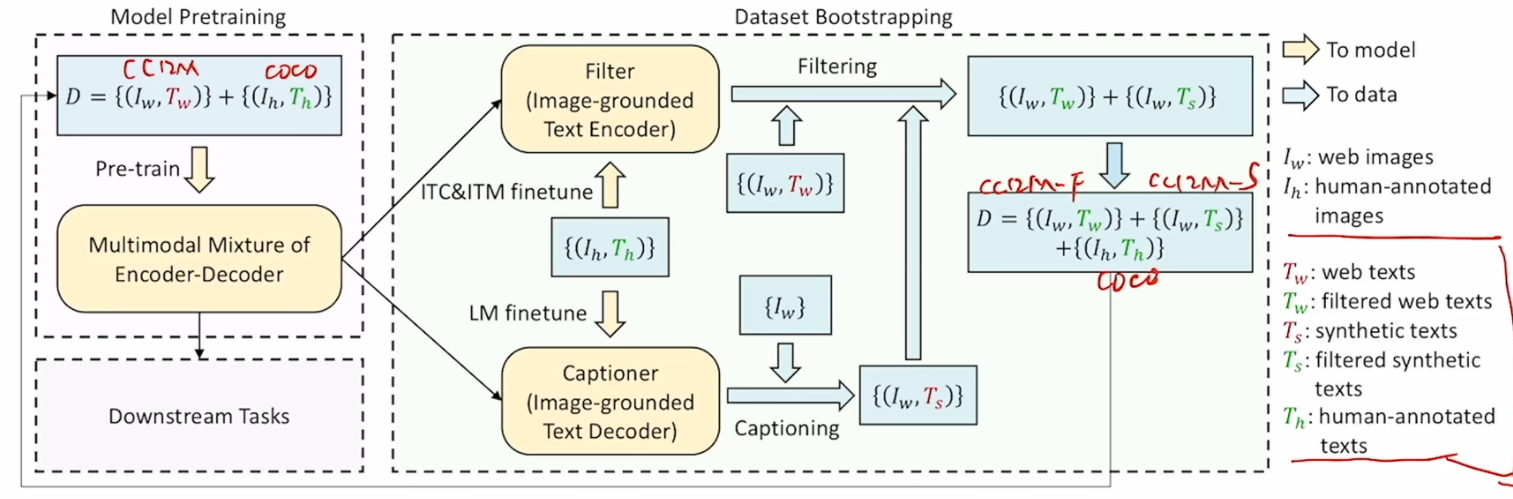 Model Pretraining
CC12M COCO
D = {(I_w, T_w)} + {(I_h, T_h)}
Pre-train
Multimodal Mixture of
Encoder-Decoder
Downstream Tasks
Dataset Bootstrapping
Filter
(Image-grounded
Text Encoder)
ITC&ITM finetune
{(I_h, T_h)}
LM finetune
Captioner
(Image-grounded
Text Decoder)
Filtering
{(I_w, T_w)}
{I_w}
Captioning
{(I_w, T_s)}
{(I_w, T_w)} + {(I_w, T_s)}
CC12M-F CC12M-S
D = {(I_w, T_w)} + {(I_w, T_s)}
+{(I_h, T_h)}
COCO
To model
To data
I_w: web images
I_h: human-annotated
images
T_w: web texts
T_w: filtered web texts
T_s: synthetic texts
T_s: filtered synthetic
texts
T_h: human-annotated
texts